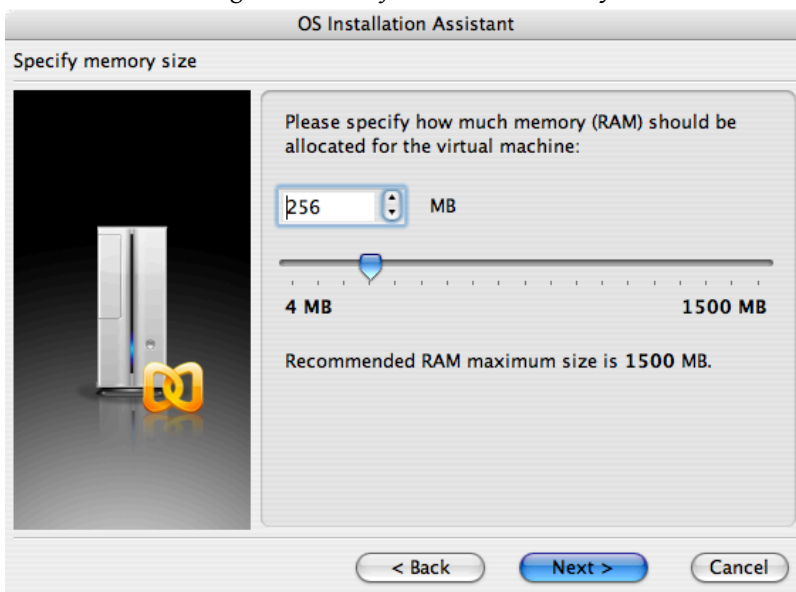 OS Installation Assistant
Specify memory size
Please specify how much memory (RAM) should be
allocated for the virtual machine:
256 MB
4 MB 1500 MB
Recommended RAM maximum size is 1500 MB.
< Back Next > Cancel